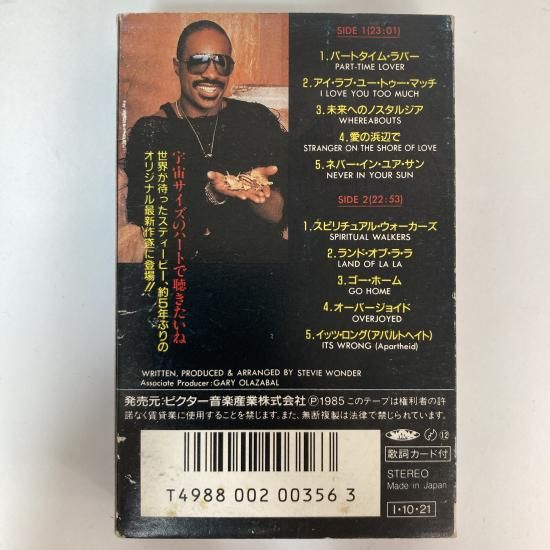 SIDE 1(23:01)
1.パートタイム・ラバー
PART-TIME LOVER
2.アイ・ラブ・ユー・トゥー・マッチ
I LOVE YOU TOO MUCH
3.未来へのノスタルジア
WHEREABOUTS
4.愛の浜辺で
STRANGER ON THE SHORE OF LOVE
5.ネバー・イン・ユア・サン
NEVER IN YOUR SUN
SIDE 2(22:53)
1.スピリチュアル・ウォーカーズ
SPIRITUAL WALKERS
2.ランド・オブ・ラ・ラ
LAND OF LA LA
3.ゴー・ホーム
GO HOME
4.オーバージョイド
OVERJOYED
5.イッツ・ロング(アパルトヘイト)
ITS WRONG (Apartheid)
宇宙サイズのハートで聴きたいね
世界が待ったスティービー、約5年ぶりの
オリジナル最新作遂に登場!!
WRITTEN, PRODUCED & ARRANGED BY STEVIE WONDER
Associate Producer: GARY OLAZABAL
発売元:ビクター音楽産業株式会社 Ⓟ1985 このテープは権利者の許
諾なく賃貸業に使用することを禁じます。また、無断複製は法律で禁じられています。
12
歌詞カード付
STEREO
Made in Japan
I・10・21
T4988 002 00356 3